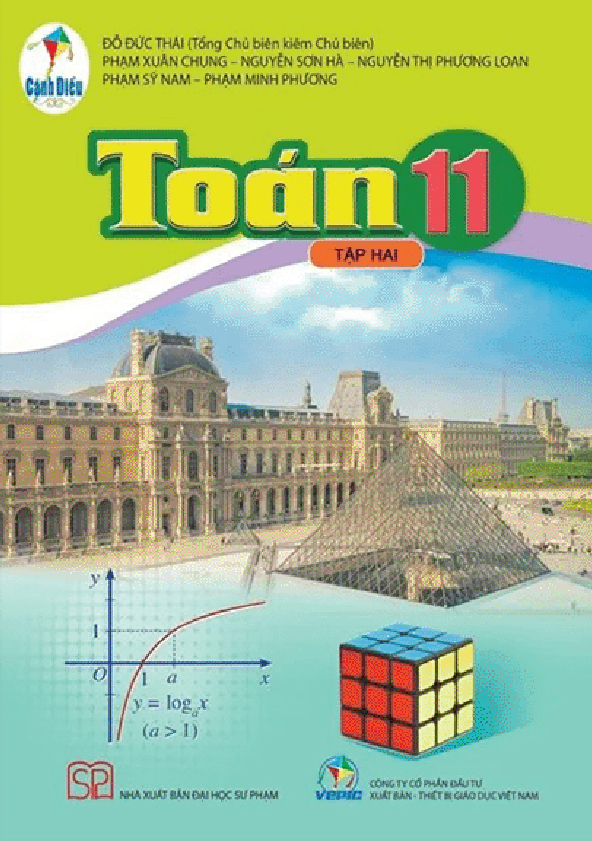 Cánh Diều
ĐỖ ĐỨC THÁI (Tổng Chủ biên kiêm Chủ biên)
PHẠM XUÂN CHUNG – NGUYỄN SƠN HÀ – NGUYỄN THỊ PHƯƠNG LOAN
PHẠM SỸ NAM – PHẠM MINH PHƯƠNG
Toán 11
TẬP HAI
y
1
O 1 a x
y = logₐx
(a > 1)
SP
NHÀ XUẤT BẢN ĐẠI HỌC SƯ PHẠM
VEPIC
CÔNG TY CỔ PHẦN ĐẦU TƯ
XUẤT BẢN - THIẾT BỊ GIÁO DỤC VIỆT NAM